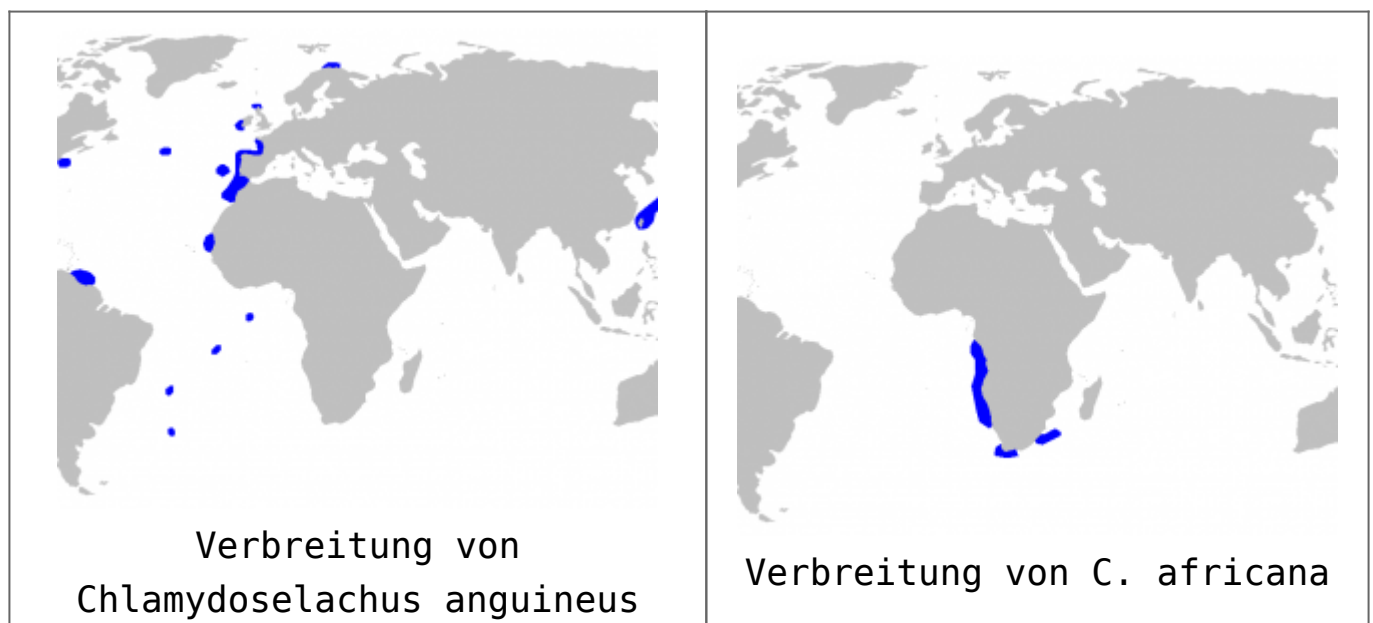 Verbreitung von
Chlamydoselachus anguineus
Verbreitung von C. africana